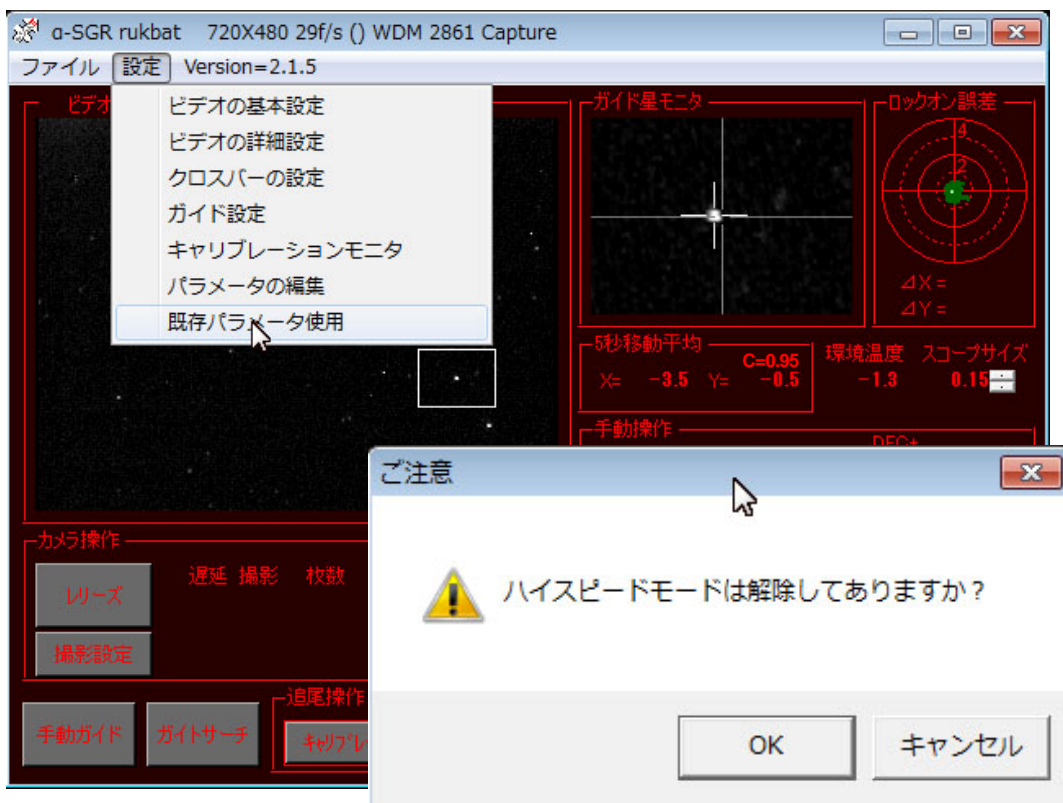 α-SGR rukbat 720X480 29f/s () WDM 2861 Capture
ファイル 設定 Version=2.1.5
ビデオ
ビデオの基本設定
ビデオの詳細設定
クロスバーの設定
ガイド設定
キャリブレーションモニタ
パラメータの編集
既存パラメータ使用
ガイド星モニタ
ロックオン誤差
4
2
⊿X=
⊿Y=
5秒移動平均
C=0.95
X= -3.5 Y= -0.5
環境温度 スコープサイズ
-1.3 0.15
手動操作
DEC+
カメラ操作
レリーズ
遅延 撮影 枚数
撮影設定
追尾操作
手動ガイド
ガイトサーチ
キャリブレ
ご注意
ハイスピードモードは解除してありますか？
OK
キャンセル